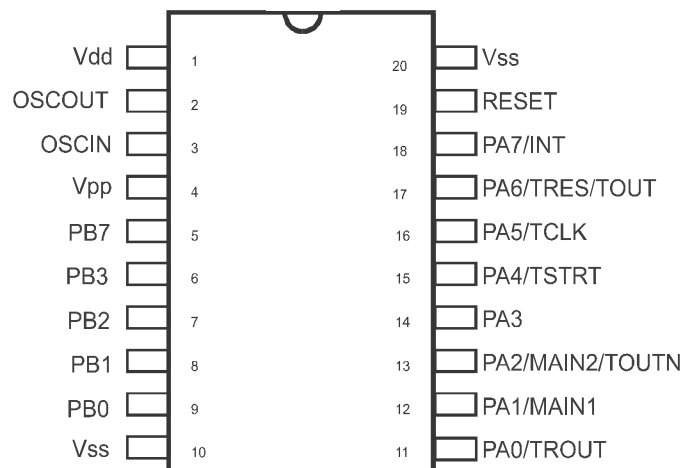 Vdd 1 20 Vss
OSCOUT 2 19 RESET
OSCIN 3 18 PA7/INT
Vpp 4 17 PA6/TRES/TOUT
PB7 5 16 PA5/TCLK
PB3 6 15 PA4/TSTRT
PB2 7 14 PA3
PB1 8 13 PA2/MAIN2/TOUTN
PB0 9 12 PA1/MAIN1
Vss 10 11 PA0/TROUT